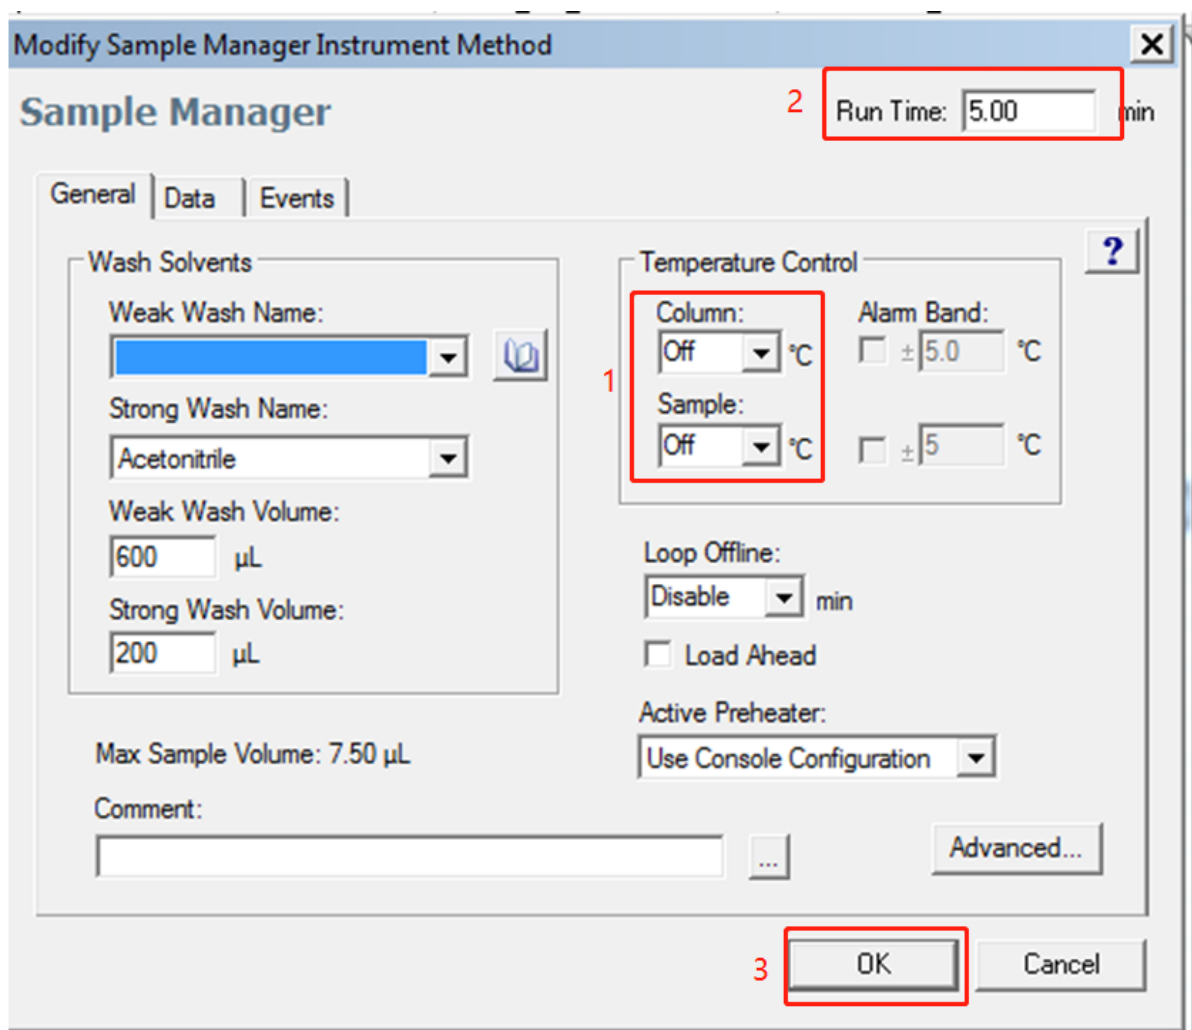 Modify Sample Manager Instrument Method
Sample Manager
2
Run Time: 5.00 min
General Data Events
Wash Solvents
Weak Wash Name:
Strong Wash Name:
Acetonitrile
Weak Wash Volume:
600 µL
Strong Wash Volume:
200 µL
Temperature Control
?
1
Column: Alarm Band:
Off °C ±5.0 °C
Sample:
Off °C ±5 °C
Loop Offline:
Disable min
Load Ahead
Active Preheater:
Use Console Configuration
Max Sample Volume: 7.50 µL
Comment:
...
Advanced...
3
OK Cancel